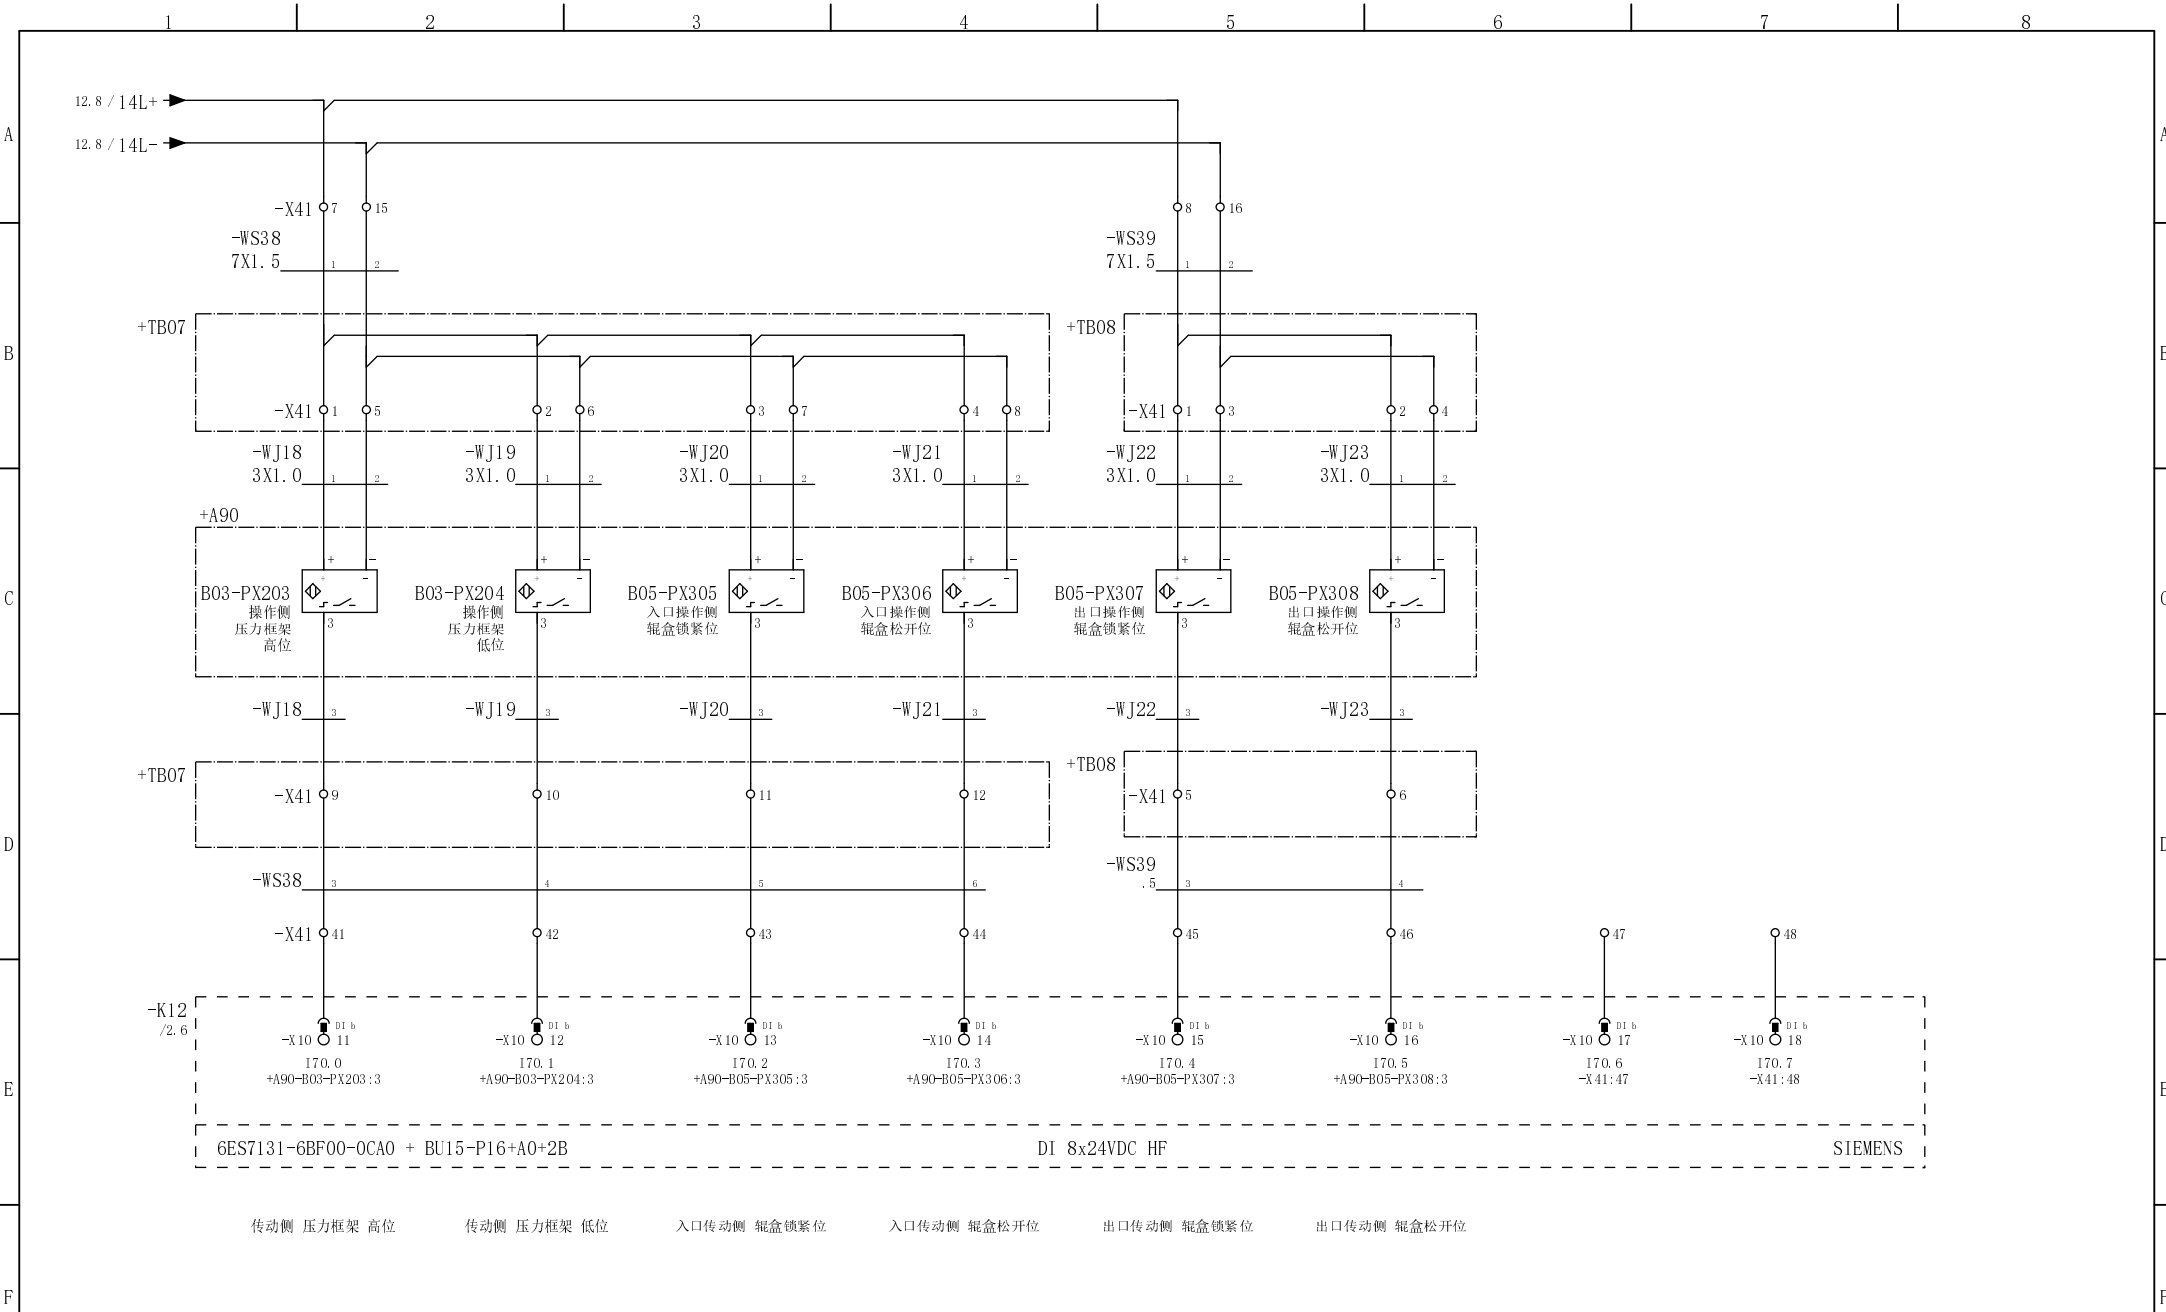 1 2 3 4 5 6 7 8
12.8 / 14L+
A A
12.8 / 14L-
-X41 7 15 8 16
-WS38 -WS39
7X1.5 1 2 7X1.5 1 2
+TB07 +TB08
B B
-X41 1 5 2 6 3 7 4 8 -X41 1 3 2 4
-WJ18 -WJ19 -WJ20 -WJ21 -WJ22 -WJ23
3X1.0 1 2 3X1.0 1 2 3X1.0 1 2 3X1.0 1 2 3X1.0 1 2 3X1.0 1 2
+A90
+ - + - + - + - + - + -
+ - + - + - + - + - + -
C B03-PX203 B03-PX204 B05-PX305 B05-PX306 B05-PX307 B05-PX308 C
操作侧 操作侧 入口操作侧 入口操作侧 出口操作侧 出口操作侧
3 3 3 3 3 3
压力框架 压力框架 辊盒锁紧位 辊盒松开位 辊盒锁紧位 辊盒松开位
高位 低位
-WJ18 3 -WJ19 3 -WJ20 3 -WJ21 3 -WJ22 3 -WJ23 3
+TB07 +TB08
-X41 9 10 11 12 -X41 5 6
D D
-WS38 3 4 5 6 -WS39
.5 3 4
-X41 41 42 43 44 45 46 47 48
-K12
/2.6 DI b DI b DI b DI b DI b DI b DI b DI b
-X10 11 -X10 12 -X10 13 -X10 14 -X10 15 -X10 16 -X10 17 -X10 18
I70.0 I70.1 I70.2 I70.3 I70.4 I70.5 I70.6 I70.7
+A90-B03-PX203:3 +A90-B03-PX204:3 +A90-B05-PX305:3 +A90-B05-PX306:3 +A90-B05-PX307:3 +A90-B05-PX308:3 -X41:47 -X41:48
E E
6ES7131-6BF00-0CA0 + BU15-P16+A0+2B DI 8x24VDC HF SIEMENS
传动侧 压力框架 高位 传动侧 压力框架 低位 入口传动侧 辊盒锁紧位 入口传动侧 辊盒松开位 出口传动侧 辊盒锁紧位 出口传动侧 辊盒松开位
F F